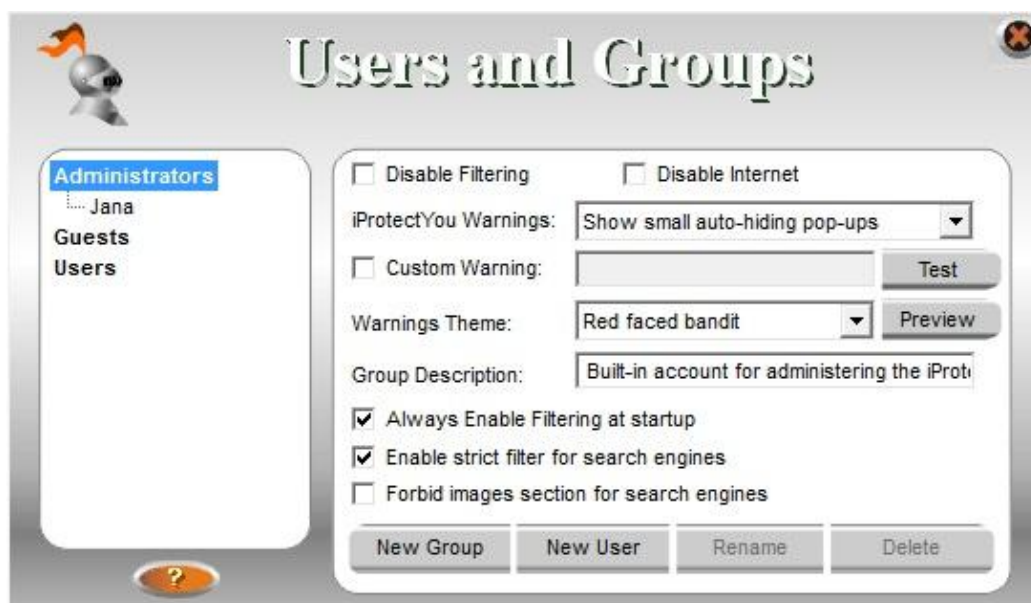 Users and Groups
Administrators
Jana
Guests
Users
Disable Filtering
Disable Internet
iProtectYou Warnings:
Show small auto-hiding pop-ups
Custom Warning:
Test
Warnings Theme:
Red faced bandit
Preview
Group Description:
Built-in account for administering the iProt
Always Enable Filtering at startup
Enable strict filter for search engines
Forbid images section for search engines
New Group
New User
Rename
Delete
?